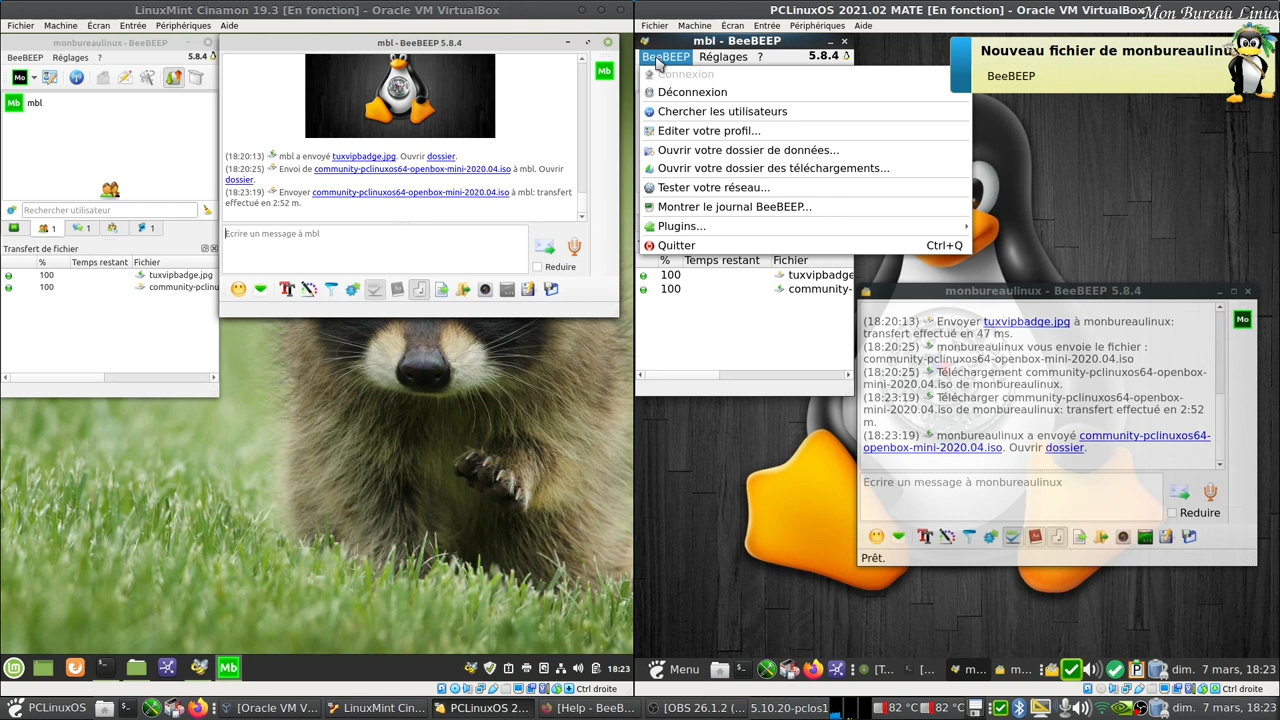 LinuxMint Cinamon 19.3 [En fonction] - Oracle VM VirtualBox
Fichier Machine Écran Entrée Périphériques Aide
monbureaulinux - BeeBEEP
BeeBEEP Réglages ? 5.8.4
Mo
Mb mbl
Rechercher utilisateur
1 1 1
Transfert de fichier
% Temps restant Fichier
100 tuxvipbadge.jpg
100 community-pclinu
mbl - BeeBEEP 5.8.4
Mb
(18:20:13) mbl a envoyé tuxvipbadge.jpg. Ouvrir dossier.
(18:20:25) Envoi de community-pclinuxos64-openbox-mini-2020.04.iso à mbl. Ouvrir
dossier.
(18:23:19) Envoyer community-pclinuxos64-openbox-mini-2020.04.iso à mbl: transfert
effectué en 2:52 m.
Ecrire un message à mbl
Reduire
Mb 18:23
Ctrl droite
PCLinuxOS 2021.02 MATE [En fonction] - Oracle VM VirtualBox
Mon Bureau Linux
Fichier Machine Écran Entrée Périphériques Aide
mbl - BeeBEEP
BeeBEEP Réglages ? 5.8.4
Connexion
Déconnexion
Chercher les utilisateurs
Editer votre profil...
Ouvrir votre dossier de données...
Ouvrir votre dossier des téléchargements...
Tester votre réseau...
Montrer le journal BeeBEEP...
Plugins...
Quitter Ctrl+Q
% Temps restant Fichier
100 tuxvipbadge
100 community-
Nouveau fichier de monbureaulinu
BeeBEEP
monbureaulinux - BeeBEEP 5.8.4
Mo
(18:20:13) Envoyer tuxvipbadge.jpg à monbureaulinux:
transfert effectué en 47 ms.
(18:20:25) monbureaulinux vous envoie le fichier :
community-pclinuxos64-openbox-mini-2020.04.iso
(18:20:25) Téléchargement community-pclinuxos64-openbox-
mini-2020.04.iso de monbureaulinux.
(18:23:19) Télécharger community-pclinuxos64-openbox-
mini-2020.04.iso de monbureaulinux: transfert effectué en 2:52
m.
(18:23:19) monbureaulinux a envoyé community-pclinuxos64-
openbox-mini-2020.04.iso. Ouvrir dossier.
Ecrire un message à monbureaulinux
Reduire
Prêt.
Menu [T... [... m... m... dim. 7 mars, 18:23
Ctrl droite
PCLinuxOS [Oracle VM V... LinuxMint Cin... PCLinuxOS 2... [Help - BeeB... [OBS 26.1.2 (... 5.10.20-pclos1 82 °C 82 °C dim. 7 mars, 18:23